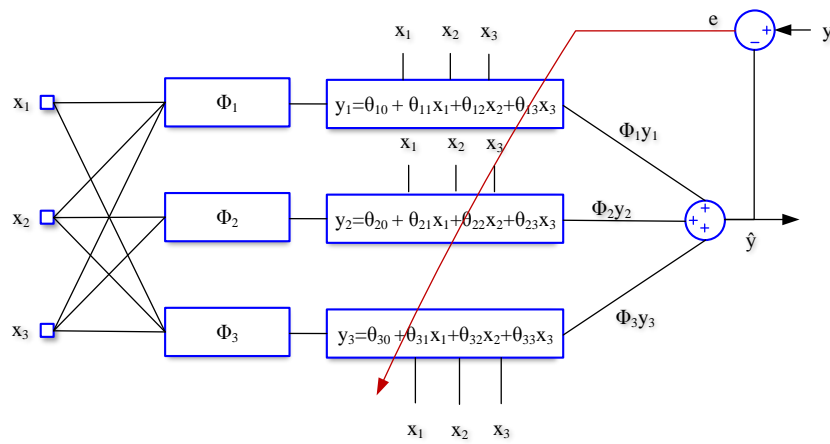 x₁ x₂ x₃ e + y
−
x₁ Φ₁ y₁=θ₁₀ + θ₁₁x₁+θ₁₂x₂+θ₁₃x₃
Φ₁y₁
x₁ x₂ x₃
x₂ Φ₂ y₂=θ₂₀ + θ₂₁x₁+θ₂₂x₂+θ₂₃x₃ Φ₂y₂ + + +
ŷ
x₃ Φ₃ y₃=θ₃₀ +θ₃₁x₁+θ₃₂x₂+θ₃₃x₃ Φ₃y₃
x₁ x₂ x₃